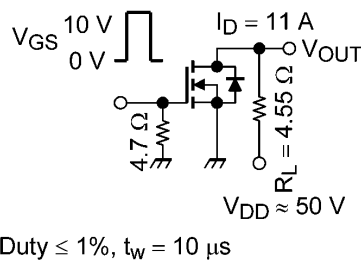 10 V
V_GS
0 V
I_D = 11 A
V_OUT
4.7 Ω
R_L = 4.55 Ω
V_DD ≈ 50 V
Duty ≤ 1%, t_w = 10 μs